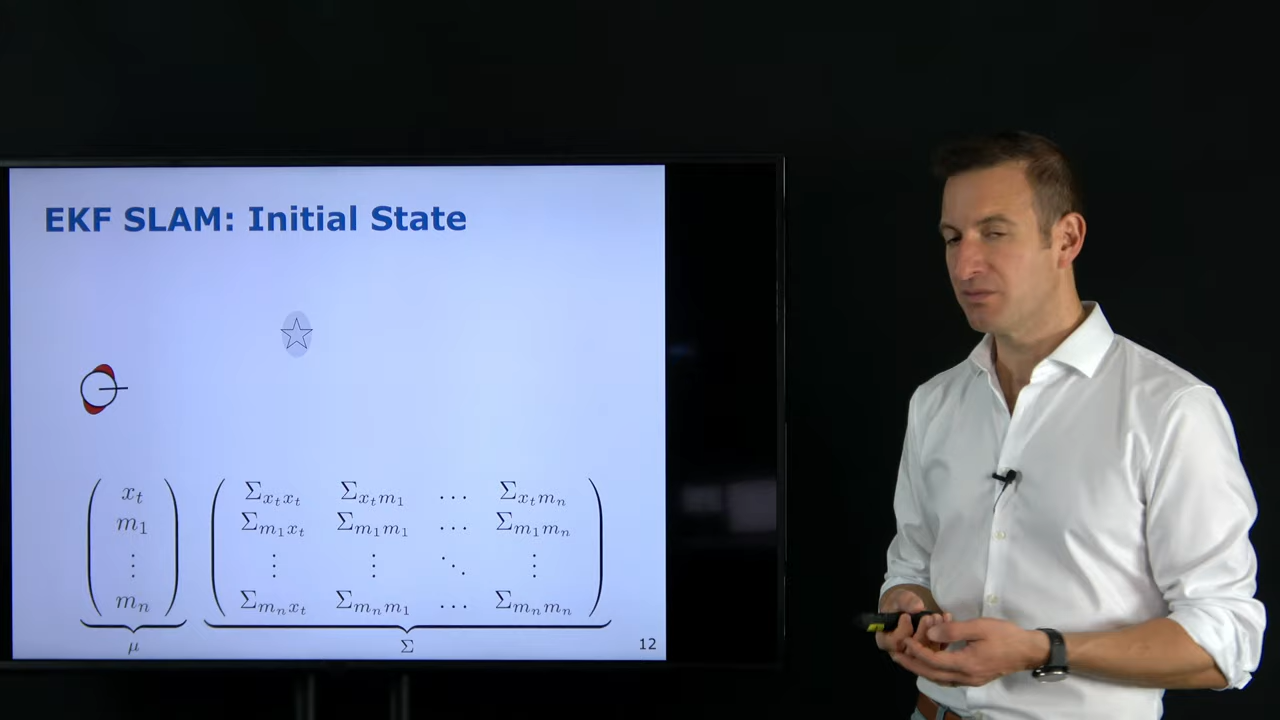 EKF SLAM: Initial State
x_t Σ_{x_t x_t} Σ_{x_t m_1} … Σ_{x_t m_n}
m_1 Σ_{m_1 x_t} Σ_{m_1 m_1} … Σ_{m_1 m_n}
⋮ ⋮ ⋮ ⋱ ⋮
m_n Σ_{m_n x_t} Σ_{m_n m_1} … Σ_{m_n m_n}
μ Σ
12